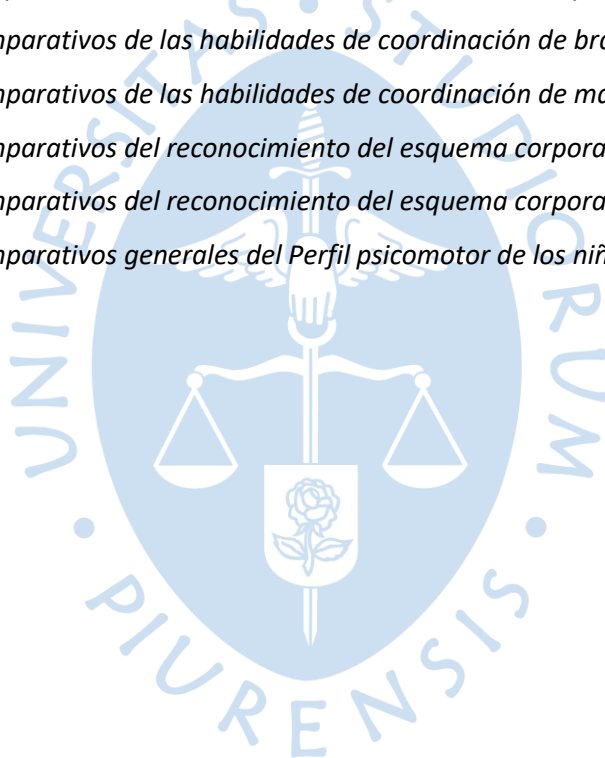 mparativos de las habilidades de coordinación de bra
mparativos de las habilidades de coordinación de ma
mparativos del reconocimiento del esquema corpora
mparativos del reconocimiento del esquema corpora
mparativos generales del Perfil psicomotor de los niñ
UNIVERSITAS • STUDIORUM • PIURENSIS